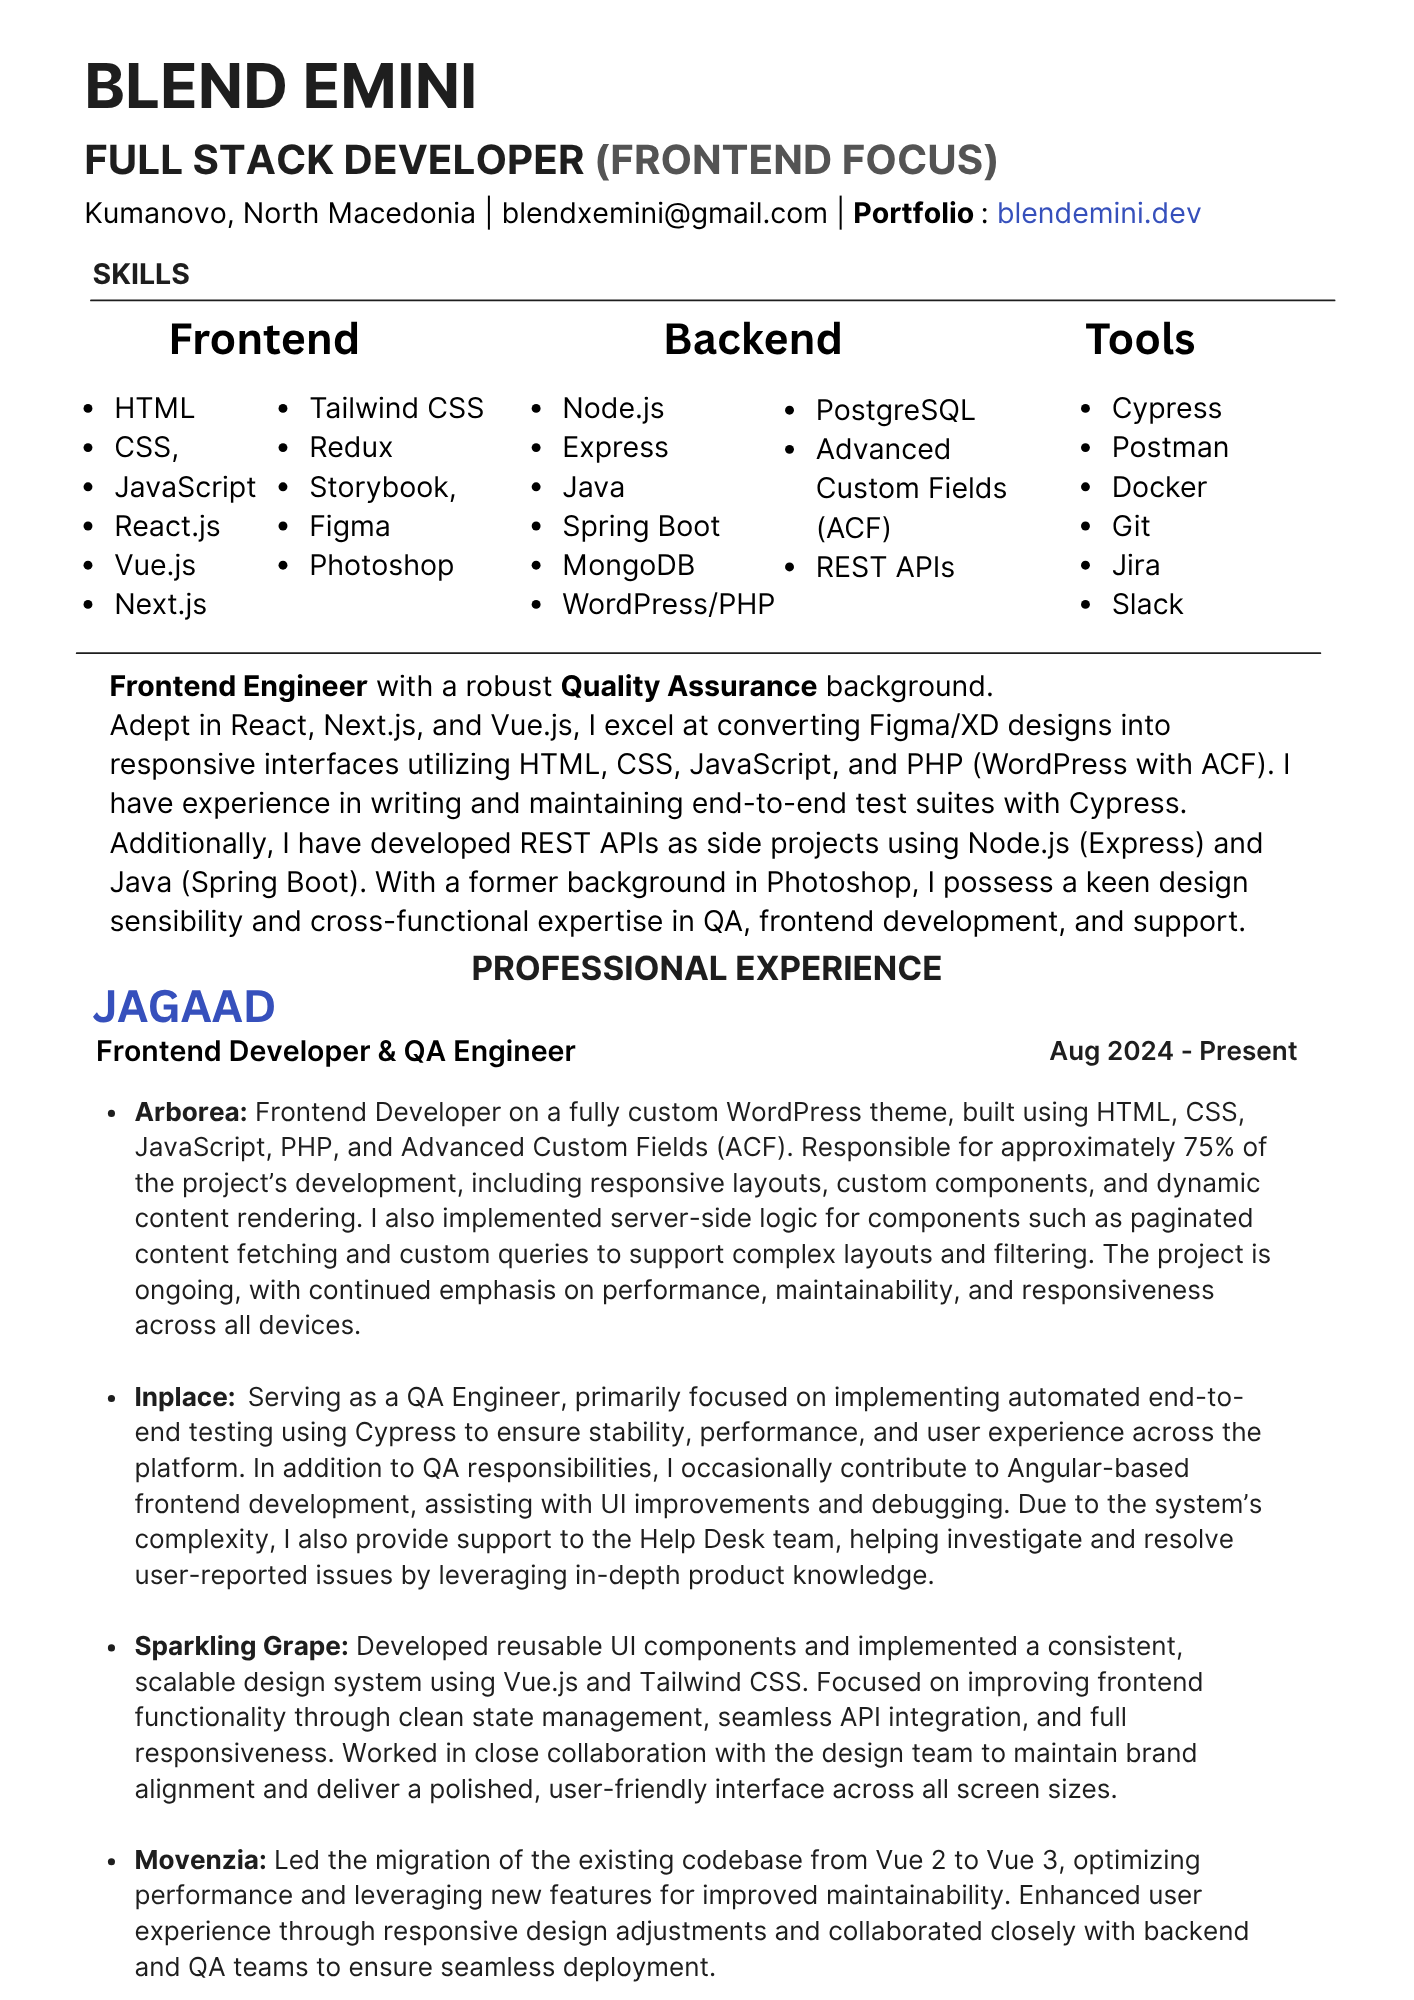 BLEND EMINI
FULL STACK DEVELOPER (FRONTEND FOCUS)
Kumanovo, North Macedonia | blendxemini@gmail.com | Portfolio : blendemini.dev
SKILLS
Frontend
• HTML
• CSS,
• JavaScript
• React.js
• Vue.js
• Next.js
• Tailwind CSS
• Redux
• Storybook,
• Figma
• Photoshop
Backend
• Node.js
• Express
• Java
• Spring Boot
• MongoDB
• WordPress/PHP
• PostgreSQL
• Advanced
Custom Fields
(ACF)
• REST APIs
Tools
• Cypress
• Postman
• Docker
• Git
• Jira
• Slack
Frontend Engineer with a robust Quality Assurance background.
Adept in React, Next.js, and Vue.js, I excel at converting Figma/XD designs into
responsive interfaces utilizing HTML, CSS, JavaScript, and PHP (WordPress with ACF). I
have experience in writing and maintaining end-to-end test suites with Cypress.
Additionally, I have developed REST APIs as side projects using Node.js (Express) and
Java (Spring Boot). With a former background in Photoshop, I possess a keen design
sensibility and cross-functional expertise in QA, frontend development, and support.
PROFESSIONAL EXPERIENCE
JAGAAD
Frontend Developer & QA Engineer Aug 2024 - Present
• Arborea: Frontend Developer on a fully custom WordPress theme, built using HTML, CSS,
JavaScript, PHP, and Advanced Custom Fields (ACF). Responsible for approximately 75% of
the project’s development, including responsive layouts, custom components, and dynamic
content rendering. I also implemented server-side logic for components such as paginated
content fetching and custom queries to support complex layouts and filtering. The project is
ongoing, with continued emphasis on performance, maintainability, and responsiveness
across all devices.
• Inplace: Serving as a QA Engineer, primarily focused on implementing automated end-to-
end testing using Cypress to ensure stability, performance, and user experience across the
platform. In addition to QA responsibilities, I occasionally contribute to Angular-based
frontend development, assisting with UI improvements and debugging. Due to the system’s
complexity, I also provide support to the Help Desk team, helping investigate and resolve
user-reported issues by leveraging in-depth product knowledge.
• Sparkling Grape: Developed reusable UI components and implemented a consistent,
scalable design system using Vue.js and Tailwind CSS. Focused on improving frontend
functionality through clean state management, seamless API integration, and full
responsiveness. Worked in close collaboration with the design team to maintain brand
alignment and deliver a polished, user-friendly interface across all screen sizes.
• Movenzia: Led the migration of the existing codebase from Vue 2 to Vue 3, optimizing
performance and leveraging new features for improved maintainability. Enhanced user
experience through responsive design adjustments and collaborated closely with backend
and QA teams to ensure seamless deployment.